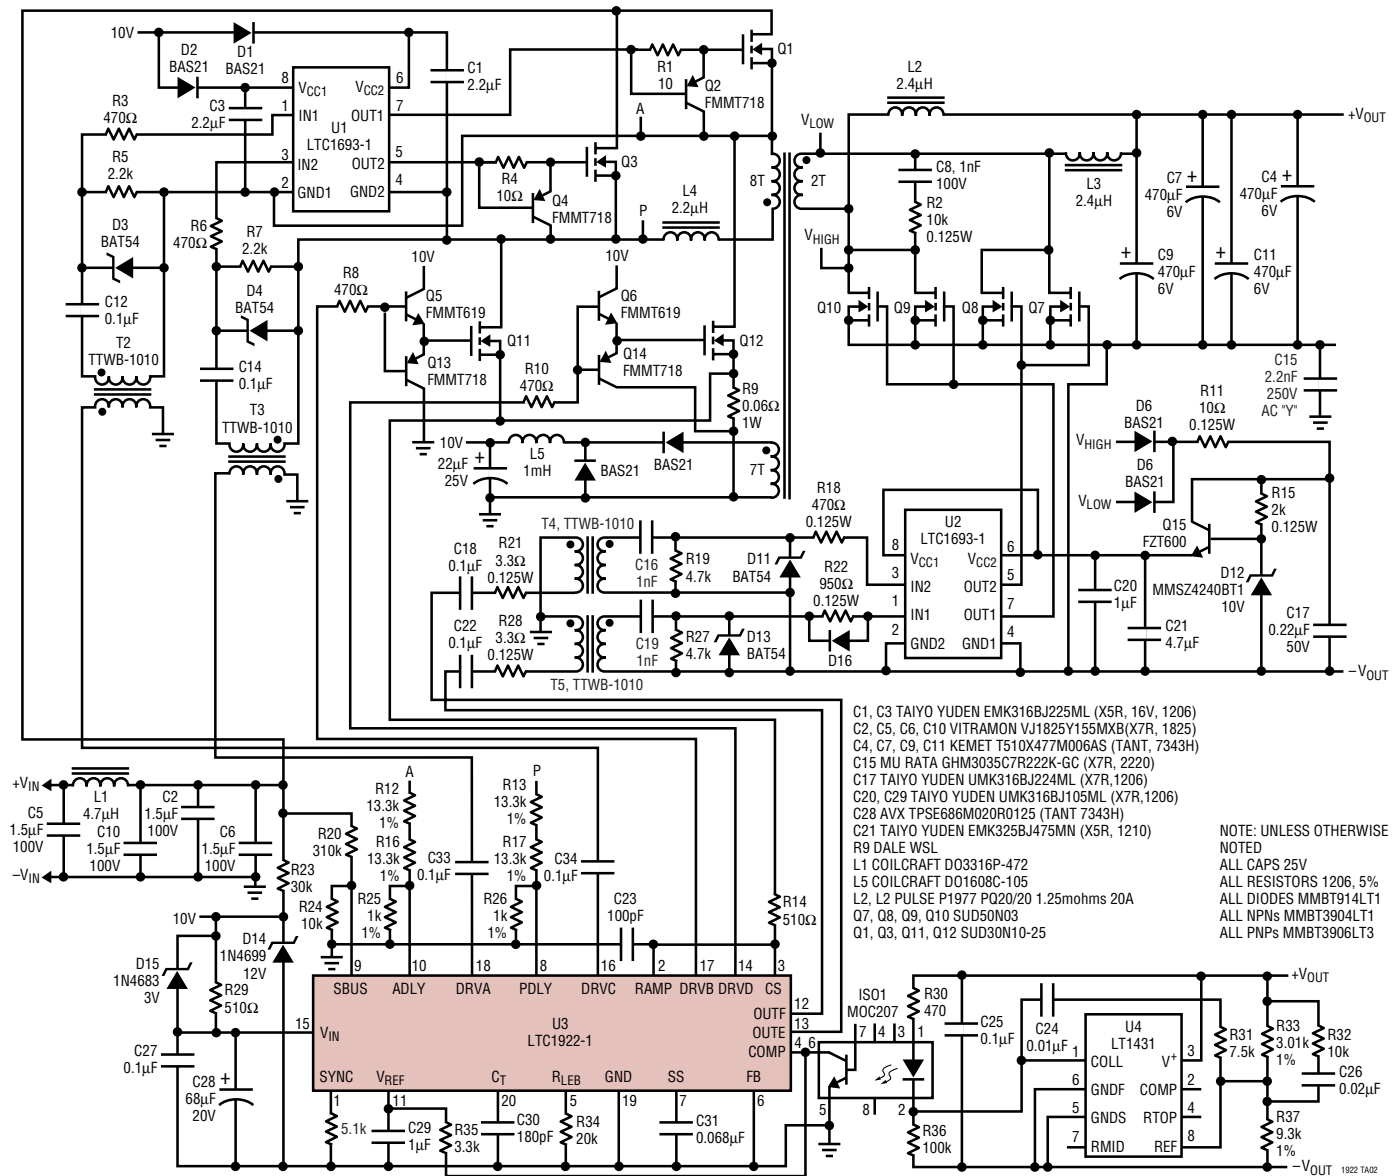 10V
D2
BAS21
D1
BAS21
C1
2.2µF
R1
10
Q1
Q2
FMMT718
L2
2.4µH
+VOUT
8
VCC1
VCC2
6
1
IN1
OUT1
7
U1
LTC1693-1
3
IN2
OUT2
5
2
GND1
GND2
4
C3
2.2µF
R3
470Ω
R5
2.2k
A
Q3
R4
10Ω
Q4
FMMT718
VLOW
8T
2T
C8, 1nF
100V
R2
10k
0.125W
L3
2.4µH
C7
470µF
6V
C4
470µF
6V
D3
BAT54
R6
470Ω
R7
2.2k
D4
BAT54
P
L4
2.2µH
VHIGH
C9
470µF
6V
C11
470µF
6V
C12
0.1µF
T2
TTWB-1010
C14
0.1µF
T3
TTWB-1010
R8
470Ω
10V
Q5
FMMT619
Q13
FMMT718
Q11
10V
Q6
FMMT619
Q14
FMMT718
Q12
Q10
Q9
Q8
Q7
R10
470Ω
R9
0.06Ω
1W
C15
2.2nF
250V
AC "Y"
10V
22µF
25V
L5
1mH
BAS21
BAS21
7T
VHIGH
D6
BAS21
R11
10Ω
0.125W
VLOW
D6
BAS21
Q15
FZT600
R15
2k
0.125W
D12
MMSZ4240BT1
10V
T4, TTWB-1010
C18
0.1µF
R21
3.3Ω
0.125W
C16
1nF
R19
4.7k
D11
BAT54
R18
470Ω
0.125W
R22
950Ω
0.125W
D16
U2
LTC1693-1
8
VCC1
VCC2
6
3
IN2
OUT2
5
1
IN1
OUT1
7
2
GND2
GND1
4
C20
1µF
C21
4.7µF
C17
0.22µF
50V
C22
0.1µF
R28
3.3Ω
0.125W
C19
1nF
R27
4.7k
D13
BAT54
T5, TTWB-1010
−VOUT
C1, C3 TAIYO YUDEN EMK316BJ225ML (X5R, 16V, 1206)
C2, C5, C6, C10 VITRAMON VJ1825Y155MXB(X7R, 1825)
C4, C7, C9, C11 KEMET T510X477M006AS (TANT, 7343H)
C15 MU RATA GHM3035C7R222K-GC (X7R, 2220)
C17 TAIYO YUDEN UMK316BJ224ML (X7R,1206)
C20, C29 TAIYO YUDEN UMK316BJ105ML (X7R,1206)
C28 AVX TPSE686M020R0125 (TANT 7343H)
C21 TAIYO YUDEN EMK325BJ475MN (X5R, 1210)
R9 DALE WSL
L1 COILCRAFT DO3316P-472
L5 COILCRAFT DO1608C-105
L2, L2 PULSE P1977 PQ20/20 1.25mohms 20A
Q7, Q8, Q9, Q10 SUD50N03
Q1, Q3, Q11, Q12 SUD30N10-25
NOTE: UNLESS OTHERWISE
NOTED
ALL CAPS 25V
ALL RESISTORS 1206, 5%
ALL DIODES MMBT914LT1
ALL NPNs MMBT3904LT1
ALL PNPs MMBT3906LT3
+VIN
L1
4.7µH
C5
1.5µF
100V
C10
1.5µF
100V
C2
1.5µF
100V
C6
1.5µF
100V
−VIN
R20
310k
R23
30k
A
R12
13.3k
1%
R16
13.3k
1%
P
R13
13.3k
1%
R17
13.3k
1%
C33
0.1µF
C34
0.1µF
R24
10k
R25
1k
1%
R26
1k
1%
C23
100pF
R14
510Ω
10V
D15
1N4683
3V
D14
1N4699
12V
R29
510Ω
9
10
18
8
16
2
17
14
3
SBUS
ADLY
DRVA
PDLY
DRVC
RAMP
DRVB
DRVD
CS
15
VIN
U3
LTC1922-1
OUTF
12
OUTE
13
COMP
4
SYNC
VREF
CT
RLEB
GND
SS
FB
1
11
20
5
19
7
6
C27
0.1µF
C28
68µF
20V
5.1k
C29
1µF
R35
3.3k
C30
180pF
R34
20k
C31
0.068µF
ISO1
MOC207
6
7
4
3
1
5
8
2
R30
470
R36
100k
C25
0.1µF
C24
0.01µF
U4
LT1431
1
COLL
V+
3
6
GNDF
COMP
2
5
GNDS
RTOP
4
7
RMID
REF
8
R31
7.5k
R33
3.01k
1%
R32
10k
C26
0.02µF
R37
9.3k
1%
+VOUT
−VOUT
1922 TA02